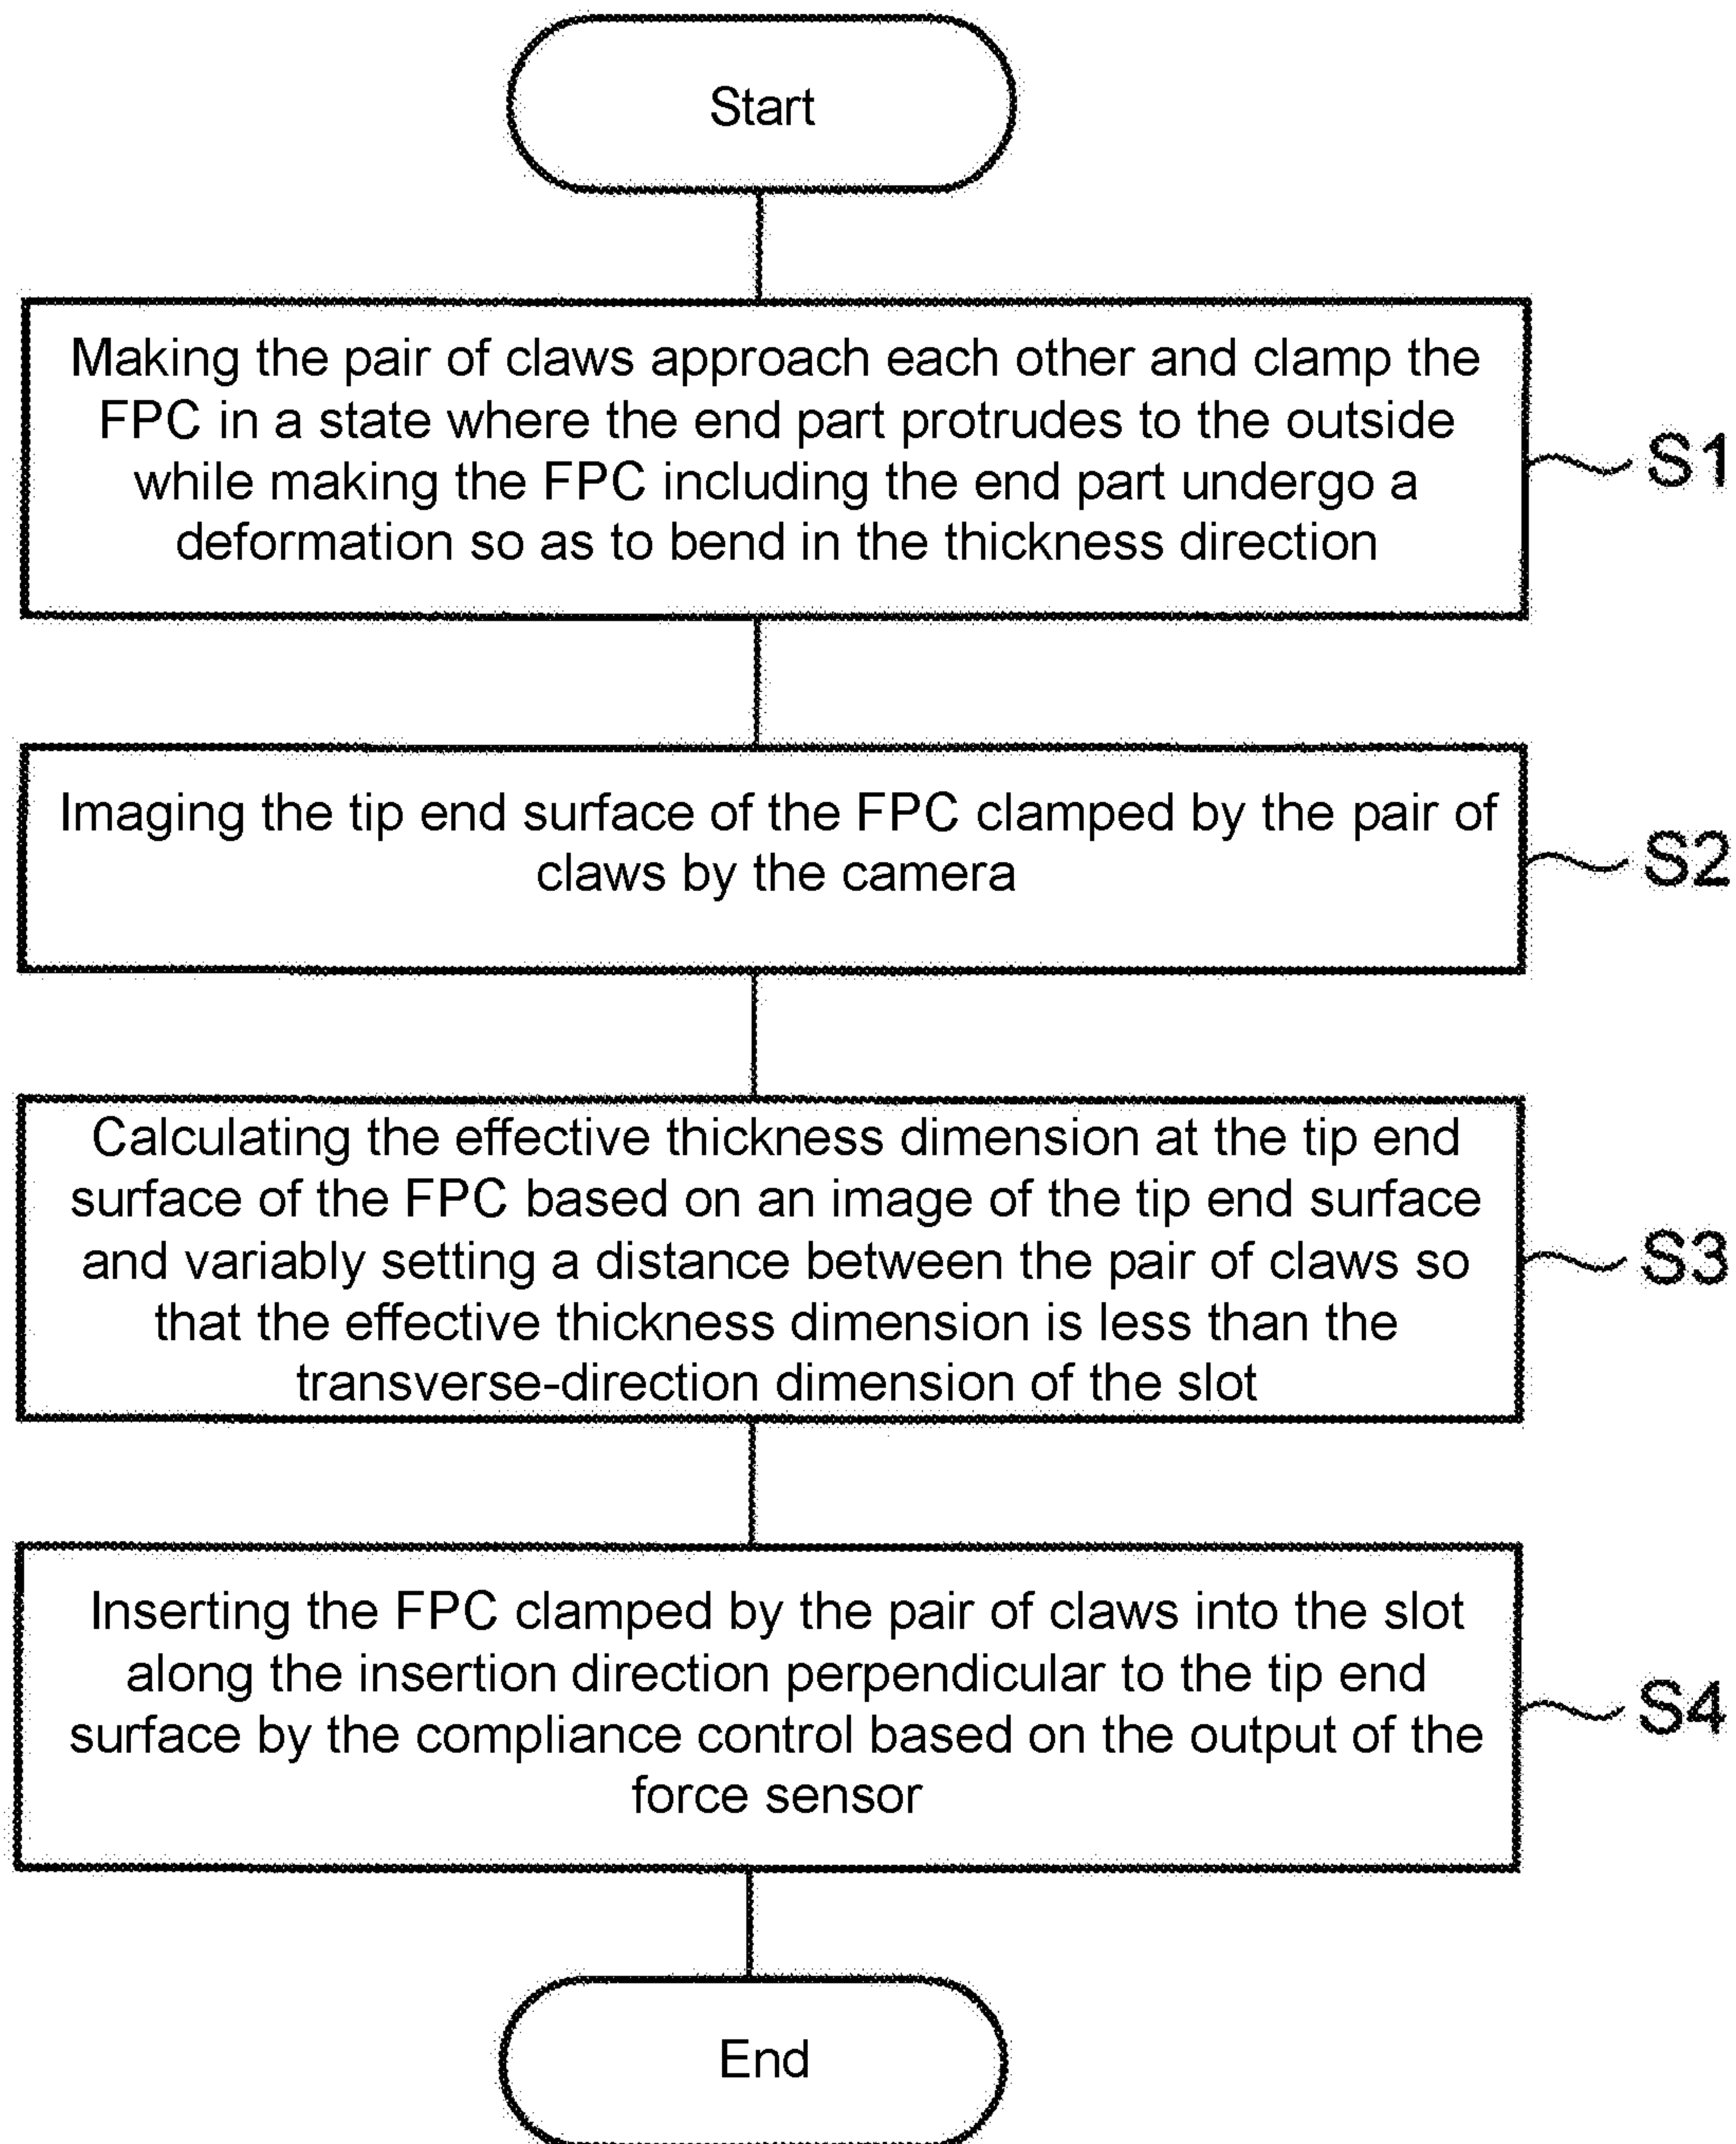 Start
Making the pair of claws approach each other and clamp the
FPC in a state where the end part protrudes to the outside
while making the FPC including the end part undergo a
deformation so as to bend in the thickness direction
S1
Imaging the tip end surface of the FPC clamped by the pair of
claws by the camera
S2
Calculating the effective thickness dimension at the tip end
surface of the FPC based on an image of the tip end surface
and variably setting a distance between the pair of claws so
that the effective thickness dimension is less than the
transverse-direction dimension of the slot
S3
Inserting the FPC clamped by the pair of claws into the slot
along the insertion direction perpendicular to the tip end
surface by the compliance control based on the output of the
force sensor
S4
End